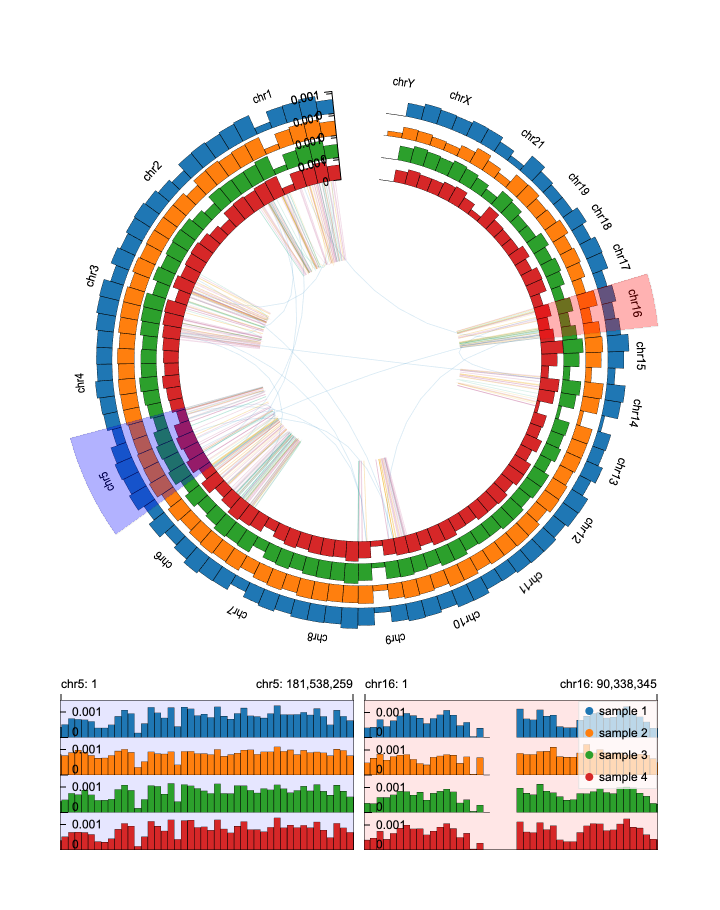 chr1
chrY
chrX
chr2
chr21
chr19
chr18
chr17
chr3
chr16
chr15
chr4
chr14
chr5
chr13
chr6
chr12
chr11
chr7
chr10
chr8
chr9
0.001
0
chr5: 1
chr5: 181,538,259
chr16: 1
chr16: 90,338,345
0.001
0
0.001
0
0.001
0
0.001
0
0.001
0
0.001
0
0.001
0
0.001
0
sample 1
sample 2
sample 3
sample 4